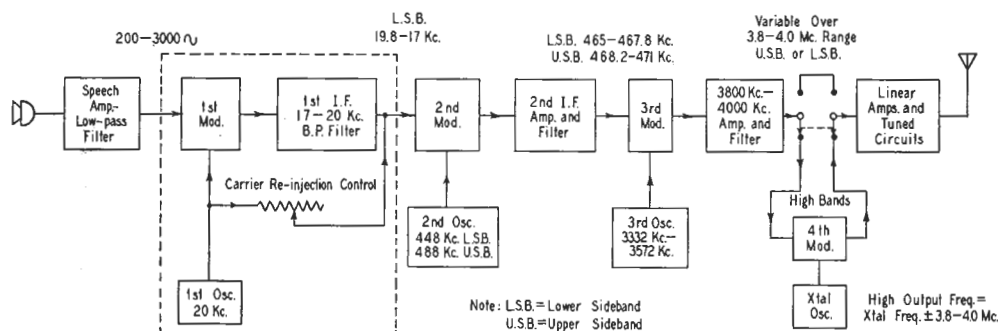 200-3000~
L.S.B.
19.8-17 Kc.
L.S.B. 465-467.8 Kc.
U.S.B. 468.2-471 Kc.
Variable Over
3.8-4.0 Mc. Range
U.S.B. or L.S.B.
Speech
Amp.-
Low-pass
Filter
1st
Mod.
1st I.F.
17-20 Kc.
B.P. Filter
2nd
Mod.
2nd I.F.
Amp. and
Filter
3rd
Mod.
3800 Kc.-
4000 Kc.
Amp. and
Filter
Linear
Amps. and
Tuned
Circuits
Carrier Re-injection Control
High Bands
2nd Osc.
448 Kc. L.S.B.
488 Kc. U.S.B.
3rd Osc.
3332 Kc.-
3572 Kc.
4th
Mod.
1st Osc.
20 Kc.
Xtal
Osc.
Note: L.S.B.=Lower Sideband
U.S.B.=Upper Sideband
High Output Freq.=
Xtal Freq. ± 3.8-4.0 Mc.